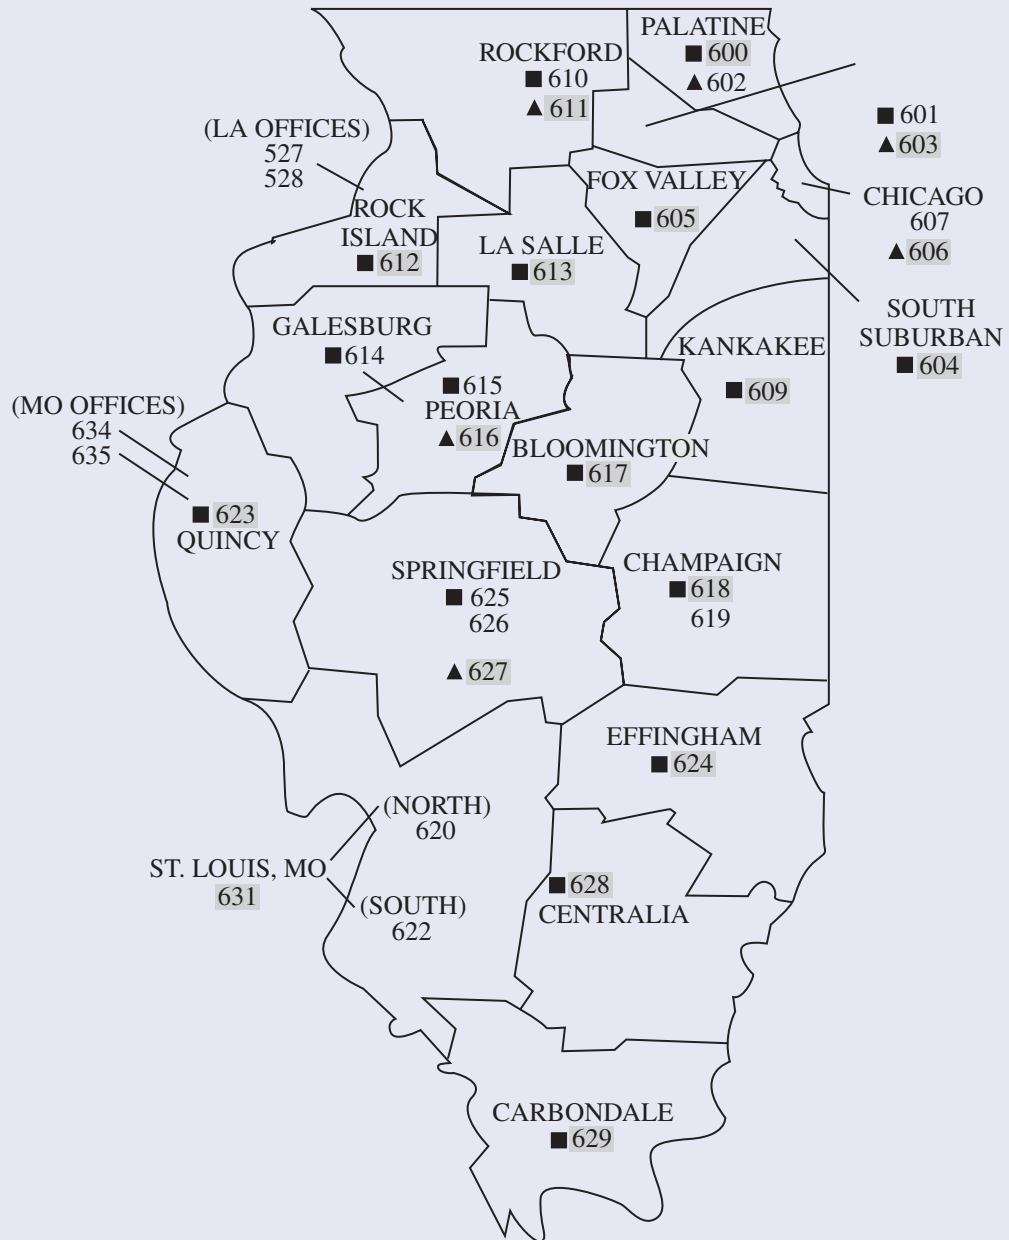 PALATINE
■ 600
▲ 602
ROCKFORD
■ 610
▲ 611
■ 601
▲ 603
(LA OFFICES)
527
528
FOX VALLEY
■ 605
CHICAGO
607
▲ 606
ROCK
ISLAND
■ 612
LA SALLE
■ 613
SOUTH
SUBURBAN
■ 604
GALESBURG
■ 614
KANKAKEE
■ 609
■ 615
PEORIA
▲ 616
(MO OFFICES)
634
635
BLOOMINGTON
■ 617
■ 623
QUINCY
SPRINGFIELD
■ 625
626
▲ 627
CHAMPAIGN
■ 618
619
EFFINGHAM
■ 624
(NORTH)
620
ST. LOUIS, MO
631
(SOUTH)
622
■ 628
CENTRALIA
CARBONDALE
■ 629